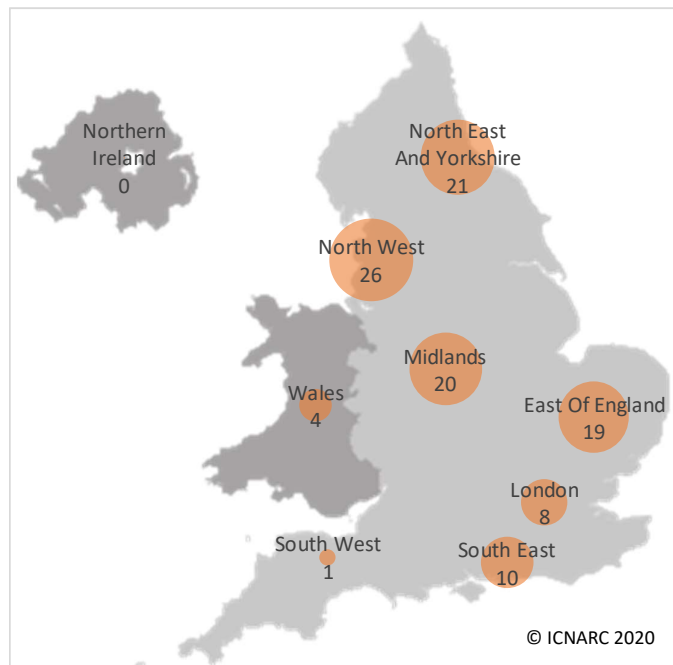 Northern
Ireland
0
North East
And Yorkshire
21
North West
26
Midlands
20
Wales
4
East Of England
19
London
8
South West
1
South East
10
© ICNARC 2020